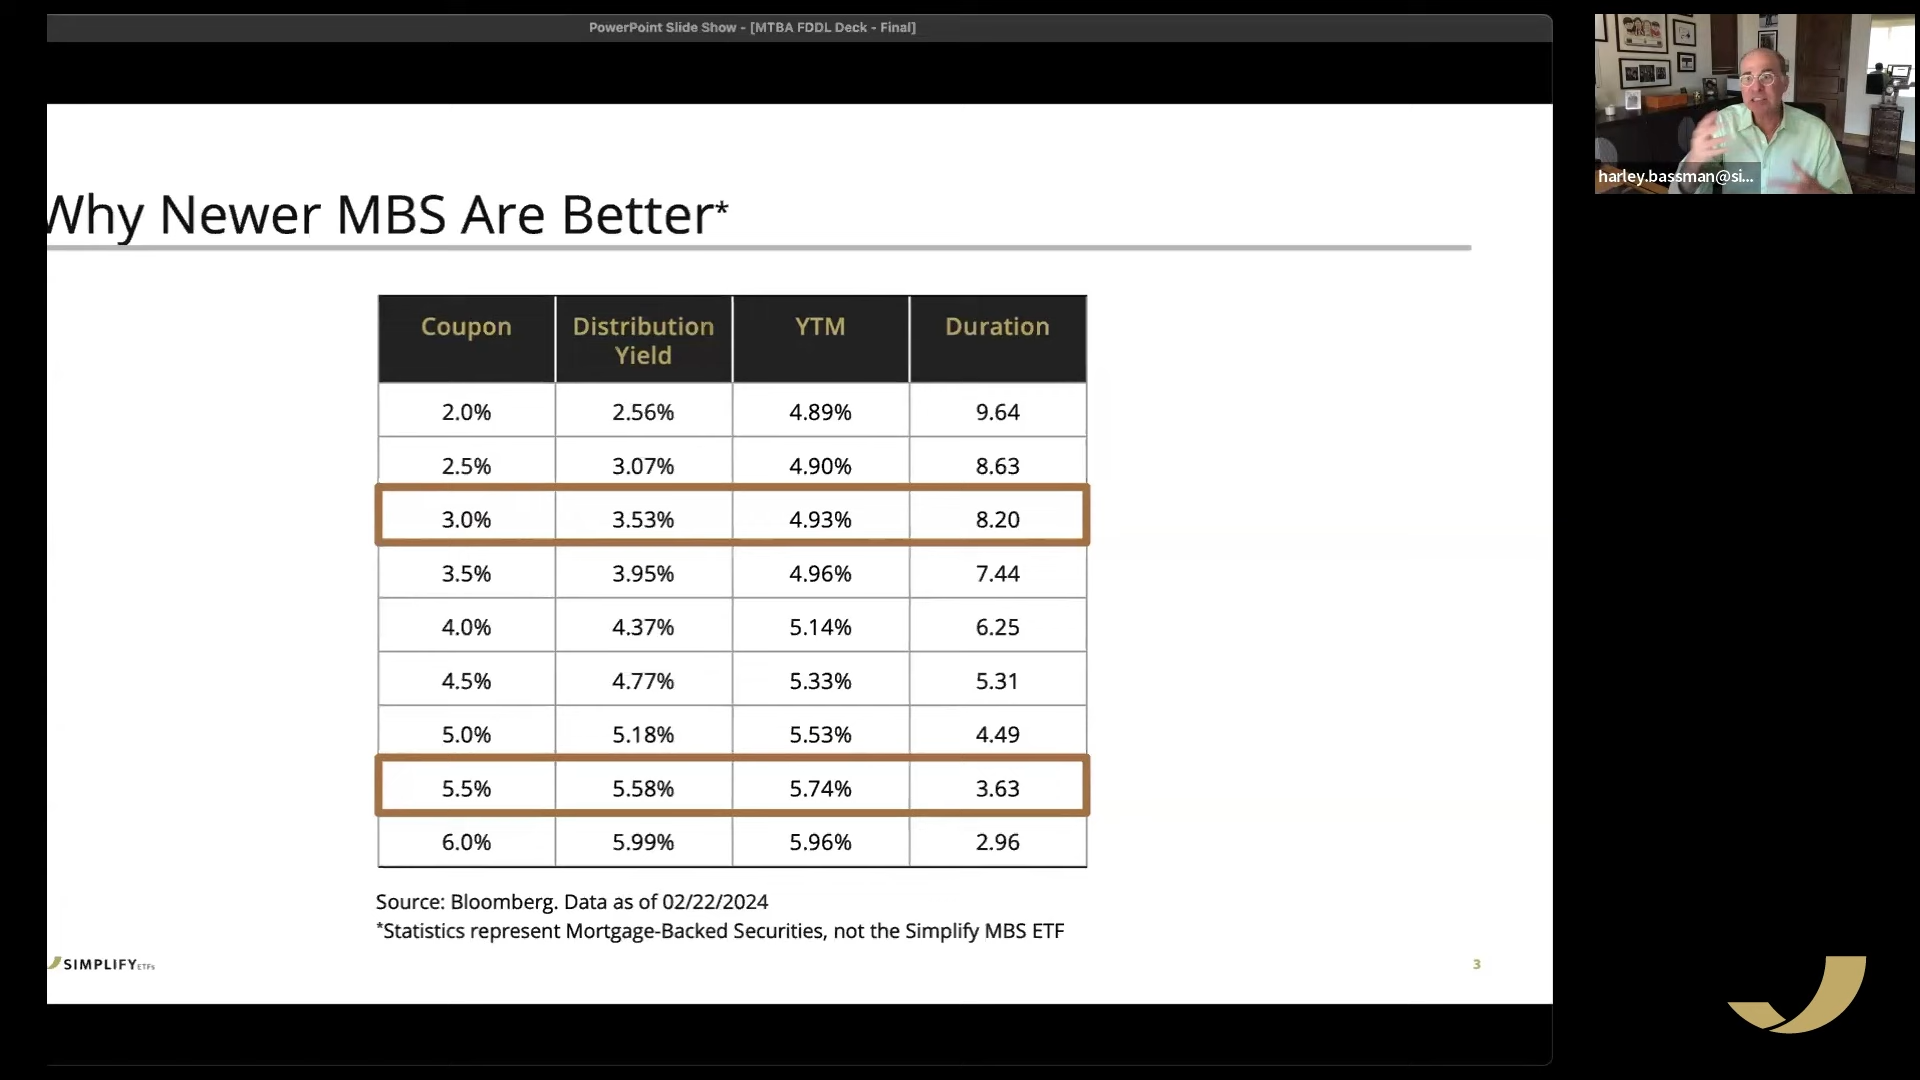 PowerPoint Slide Show - [MTBA FDDL Deck - Final]
harley.bassman@si...
Why Newer MBS Are Better*
Coupon Distribution Yield YTM Duration
2.0% 2.56% 4.89% 9.64
2.5% 3.07% 4.90% 8.63
3.0% 3.53% 4.93% 8.20
3.5% 3.95% 4.96% 7.44
4.0% 4.37% 5.14% 6.25
4.5% 4.77% 5.33% 5.31
5.0% 5.18% 5.53% 4.49
5.5% 5.58% 5.74% 3.63
6.0% 5.99% 5.96% 2.96
Source: Bloomberg. Data as of 02/22/2024
*Statistics represent Mortgage-Backed Securities, not the Simplify MBS ETF
SIMPLIFY ETFs
3